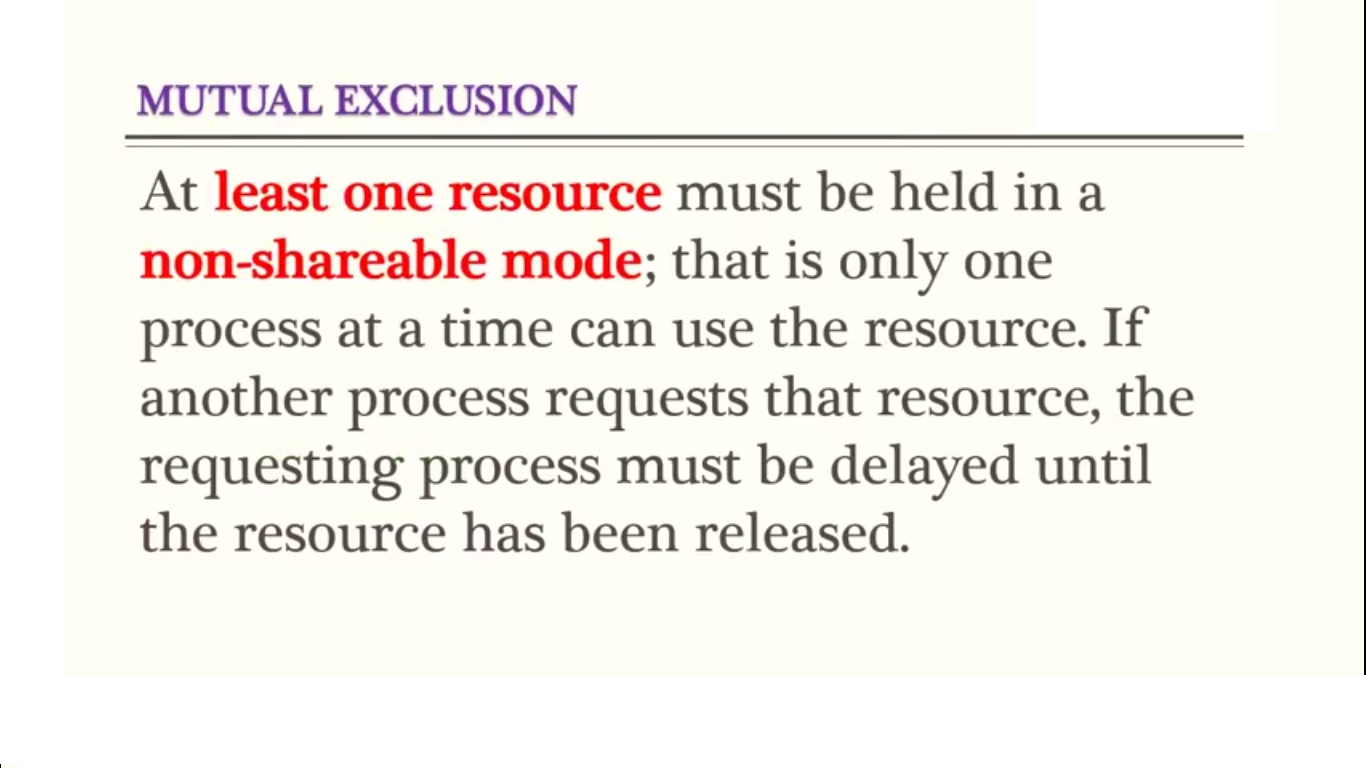 MUTUAL EXCLUSION
At least one resource must be held in a
non-shareable mode; that is only one
process at a time can use the resource. If
another process requests that resource, the
requesting process must be delayed until
the resource has been released.